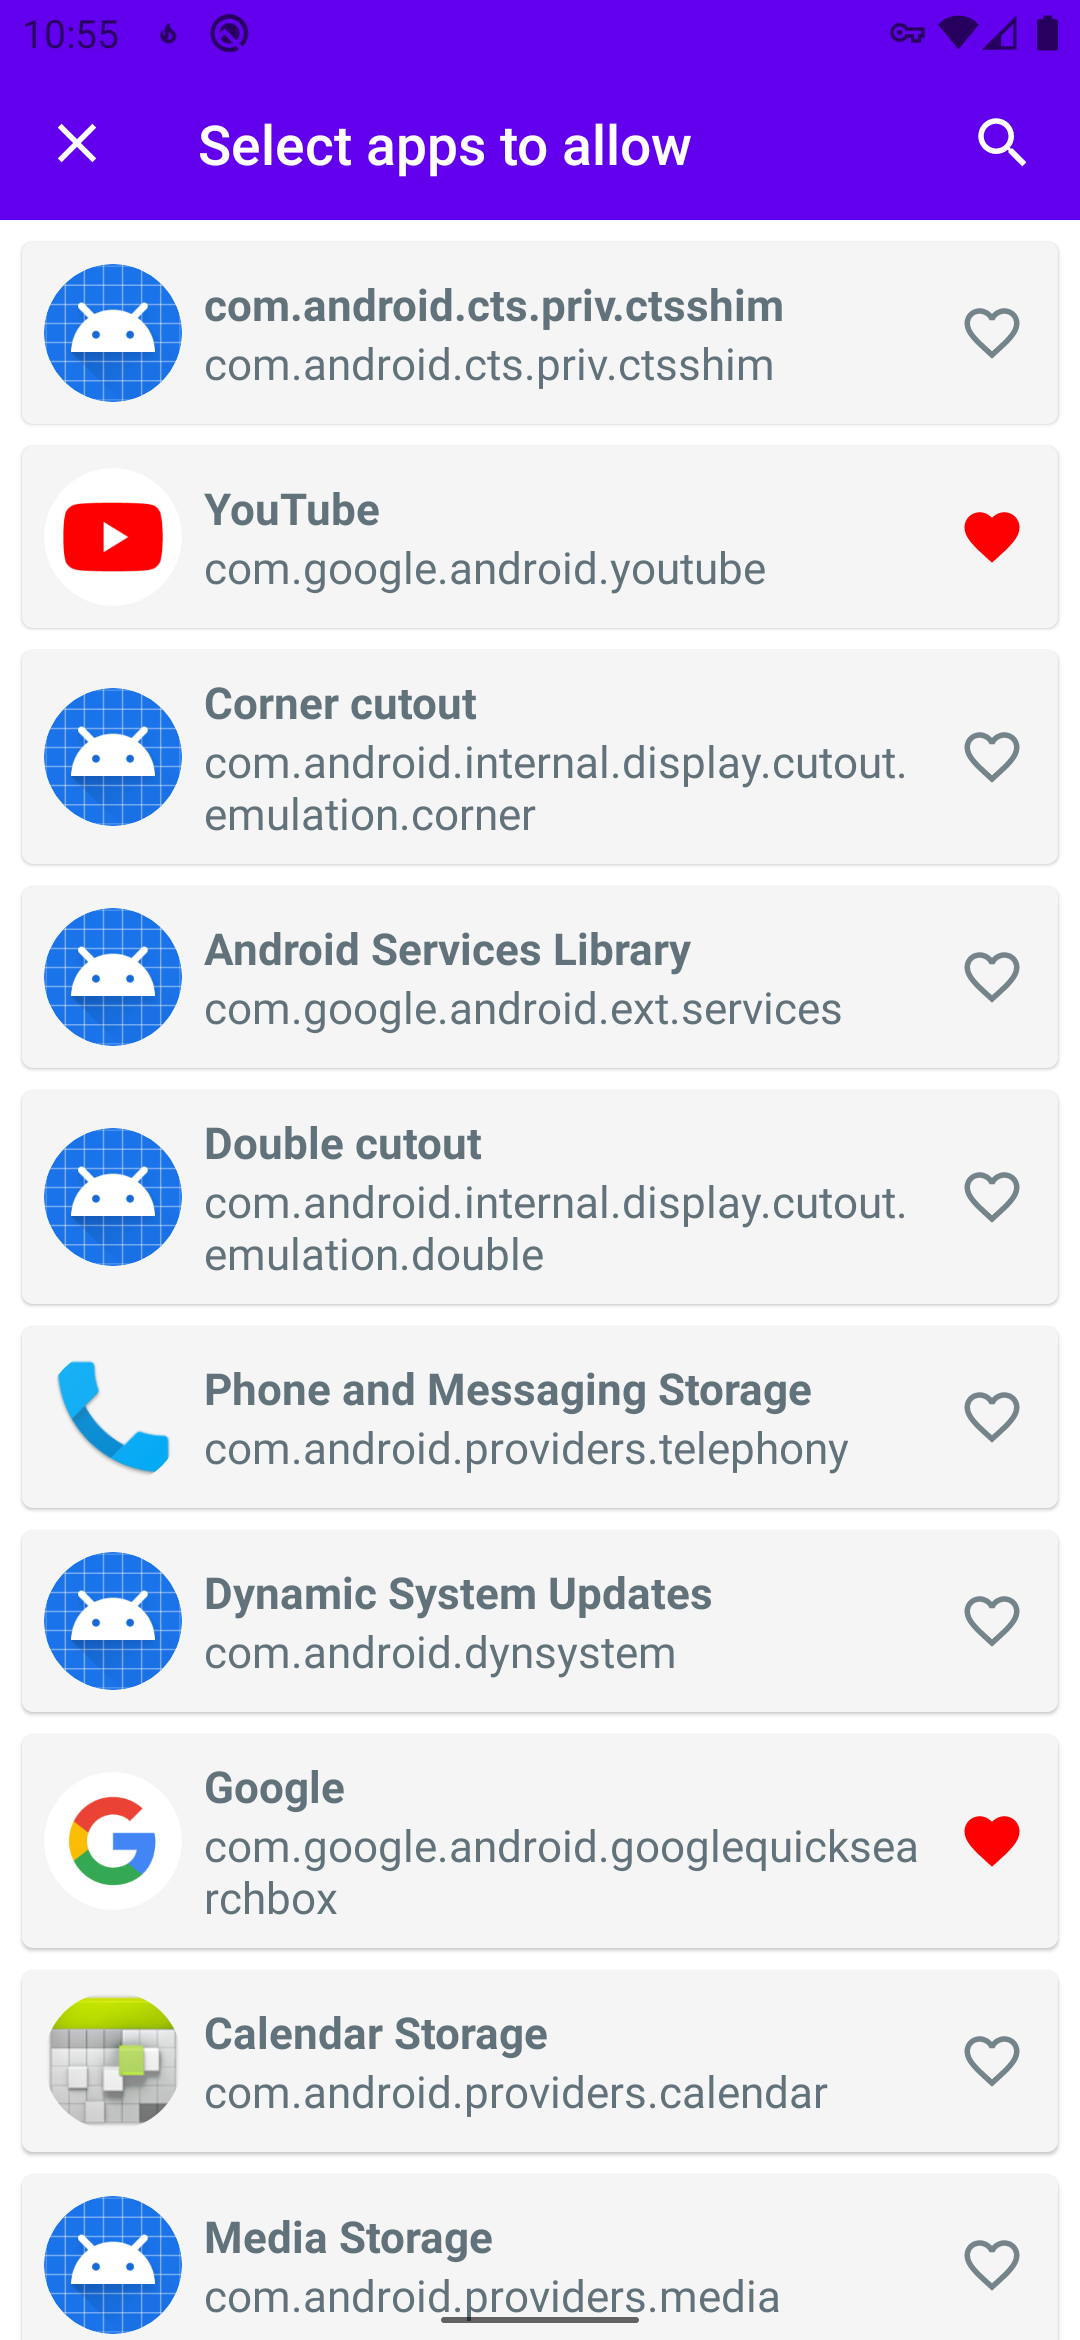 10:55
Select apps to allow
com.android.cts.priv.ctsshim
com.android.cts.priv.ctsshim
YouTube
com.google.android.youtube
Corner cutout
com.android.internal.display.cutout.
emulation.corner
Android Services Library
com.google.android.ext.services
Double cutout
com.android.internal.display.cutout.
emulation.double
Phone and Messaging Storage
com.android.providers.telephony
Dynamic System Updates
com.android.dynsystem
Google
com.google.android.googlequicksea
rchbox
Calendar Storage
com.android.providers.calendar
Media Storage
com.android.providers.media